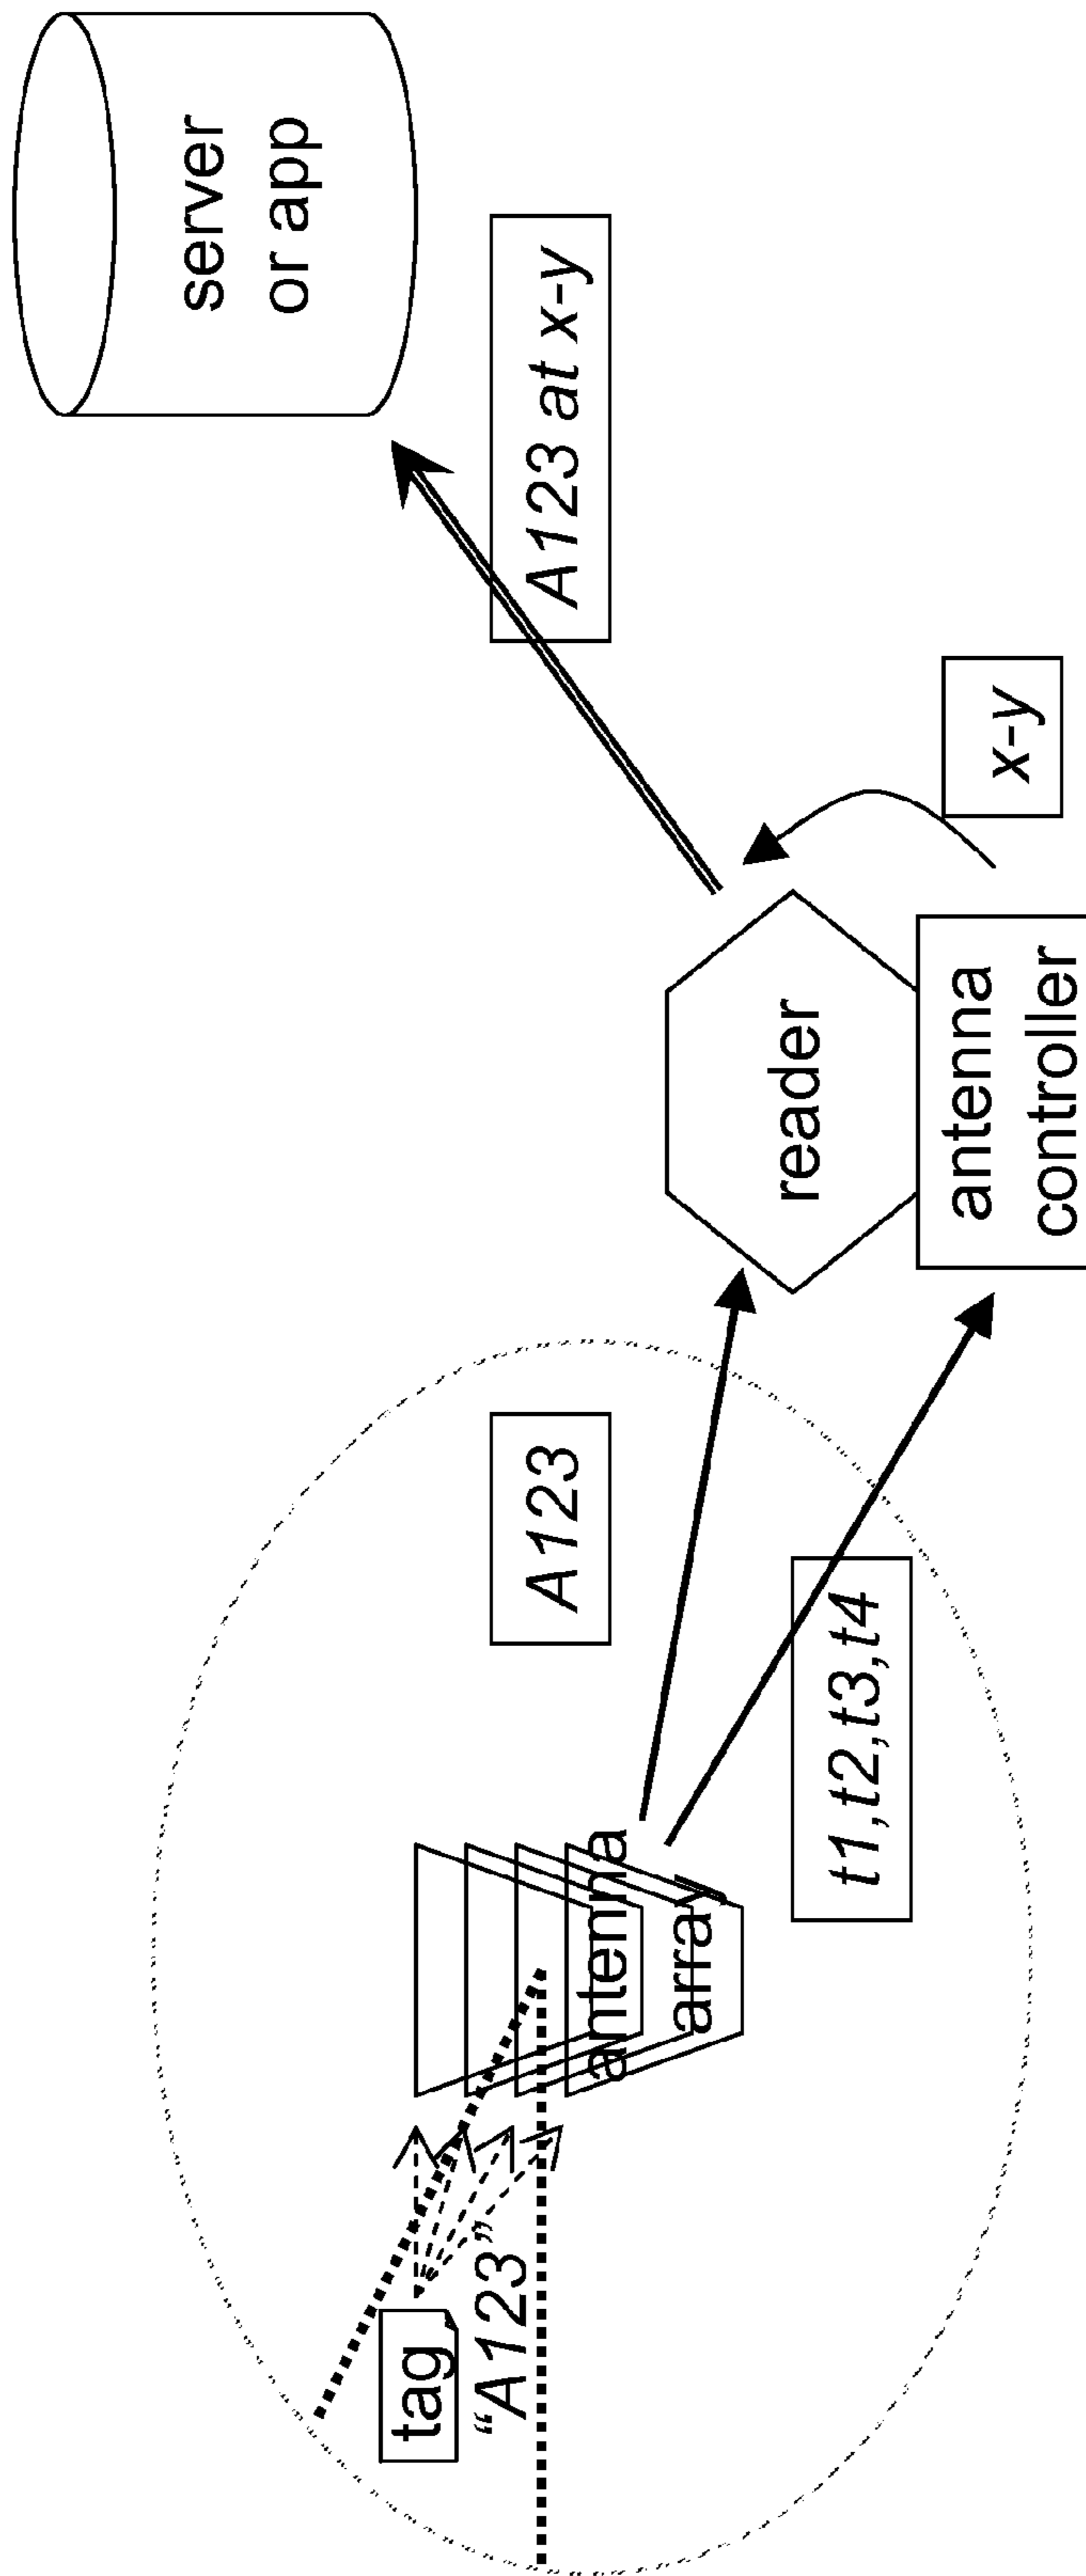 tag
“A123”
antenna
array
A123
t1,t2,t3,t4
reader
antenna
controller
x-y
A123 at x-y
server
or app